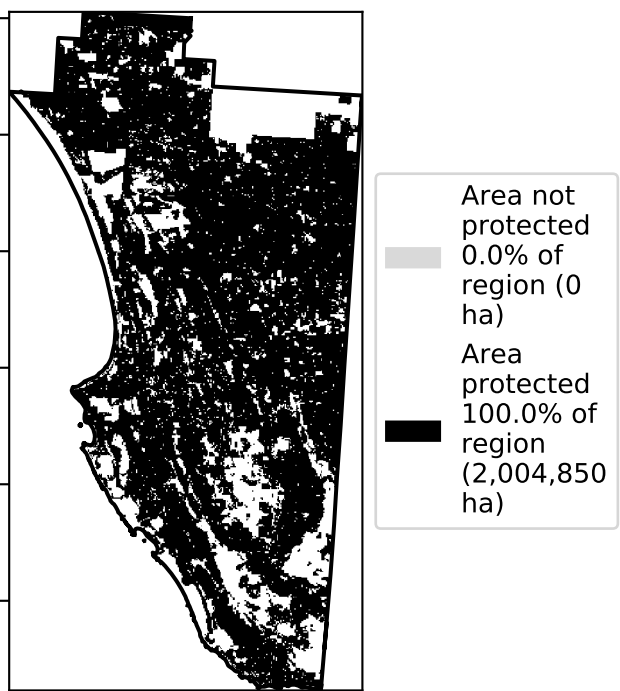 Area not
protected
0.0% of
region (0
ha)
Area
protected
100.0% of
region
(2,004,850
ha)